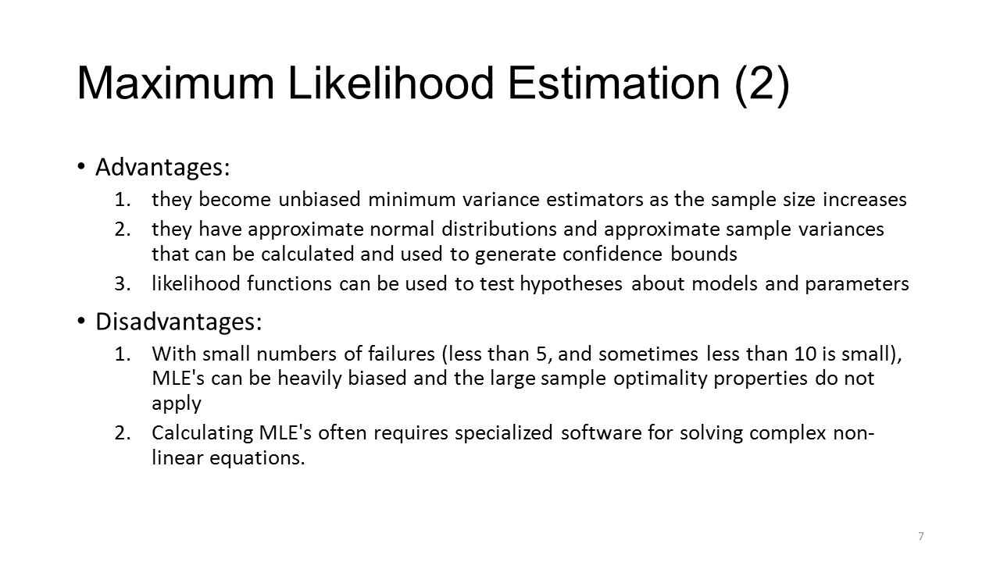 Maximum Likelihood Estimation (2)
• Advantages:
1. they become unbiased minimum variance estimators as the sample size increases
2. they have approximate normal distributions and approximate sample variances
that can be calculated and used to generate confidence bounds
3. likelihood functions can be used to test hypotheses about models and parameters
• Disadvantages:
1. With small numbers of failures (less than 5, and sometimes less than 10 is small),
MLE's can be heavily biased and the large sample optimality properties do not
apply
2. Calculating MLE's often requires specialized software for solving complex non-
linear equations.
7